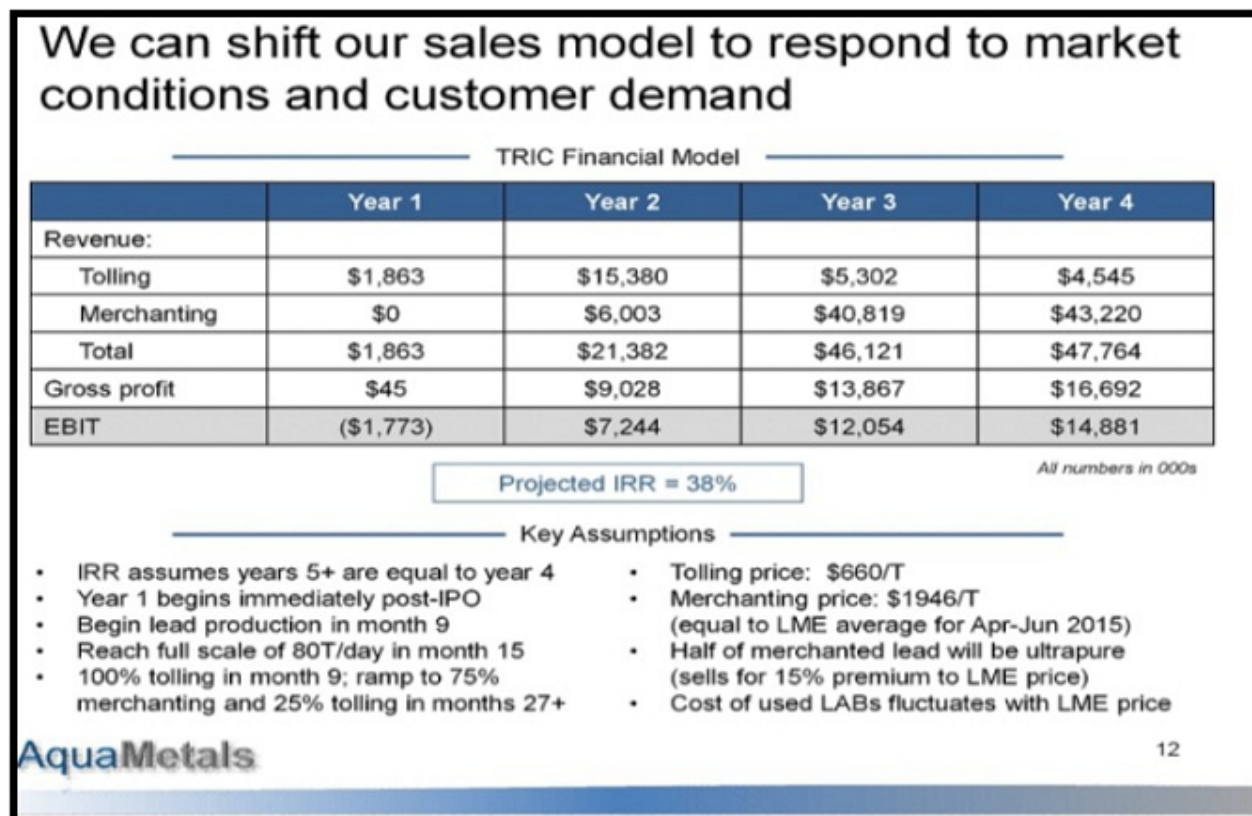 We can shift our sales model to respond to market
conditions and customer demand
TRIC Financial Model
Year 1 Year 2 Year 3 Year 4
Revenue:
Tolling $1,863 $15,380 $5,302 $4,545
Merchanting $0 $6,003 $40,819 $43,220
Total $1,863 $21,382 $46,121 $47,764
Gross profit $45 $9,028 $13,867 $16,692
EBIT ($1,773) $7,244 $12,054 $14,881
All numbers in 000s
Projected IRR = 38%
Key Assumptions
• IRR assumes years 5+ are equal to year 4
• Year 1 begins immediately post-IPO
• Begin lead production in month 9
• Reach full scale of 80T/day in month 15
• 100% tolling in month 9; ramp to 75%
merchanting and 25% tolling in months 27+
• Tolling price: $660/T
• Merchanting price: $1946/T
(equal to LME average for Apr-Jun 2015)
• Half of merchanted lead will be ultrapure
(sells for 15% premium to LME price)
• Cost of used LABs fluctuates with LME price
AquaMetals
12